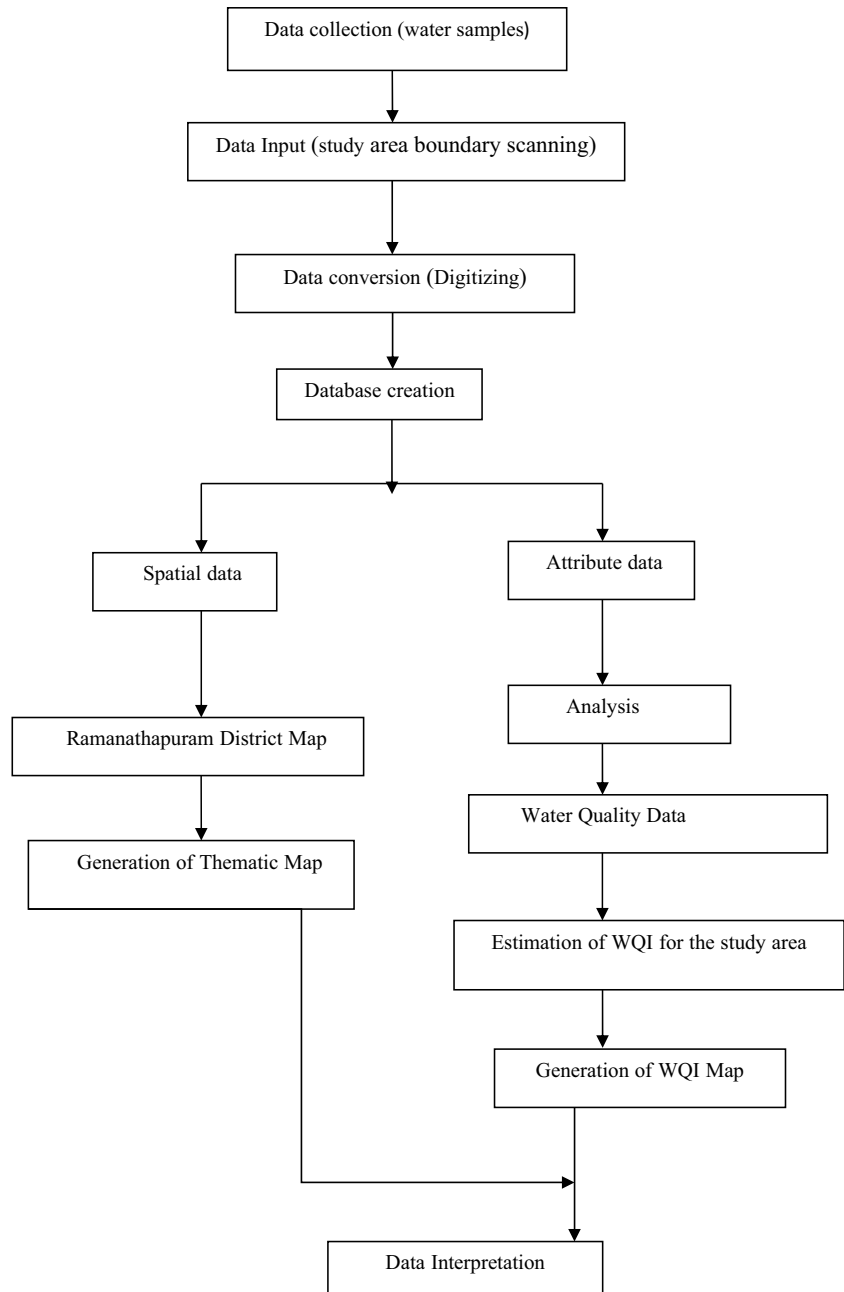 Data collection (water samples)
Data Input (study area boundary scanning)
Data conversion (Digitizing)
Database creation
Spatial data
Attribute data
Ramanathapuram District Map
Analysis
Generation of Thematic Map
Water Quality Data
Estimation of WQI for the study area
Generation of WQI Map
Data Interpretation